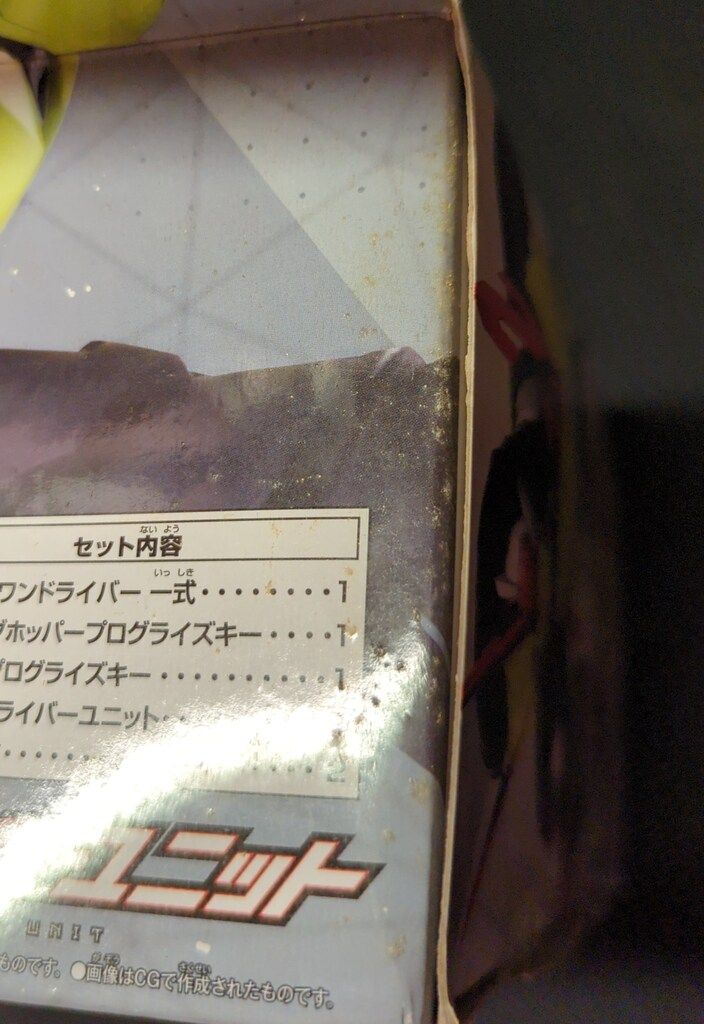 セット内容
ワンドライバー 一式········1
グホッパープログライズキー····1
プログライズキー··········1
ライバーユニット··
····
2
ユニット
UNIT
ものです。●画像はCGで作成されたものです。